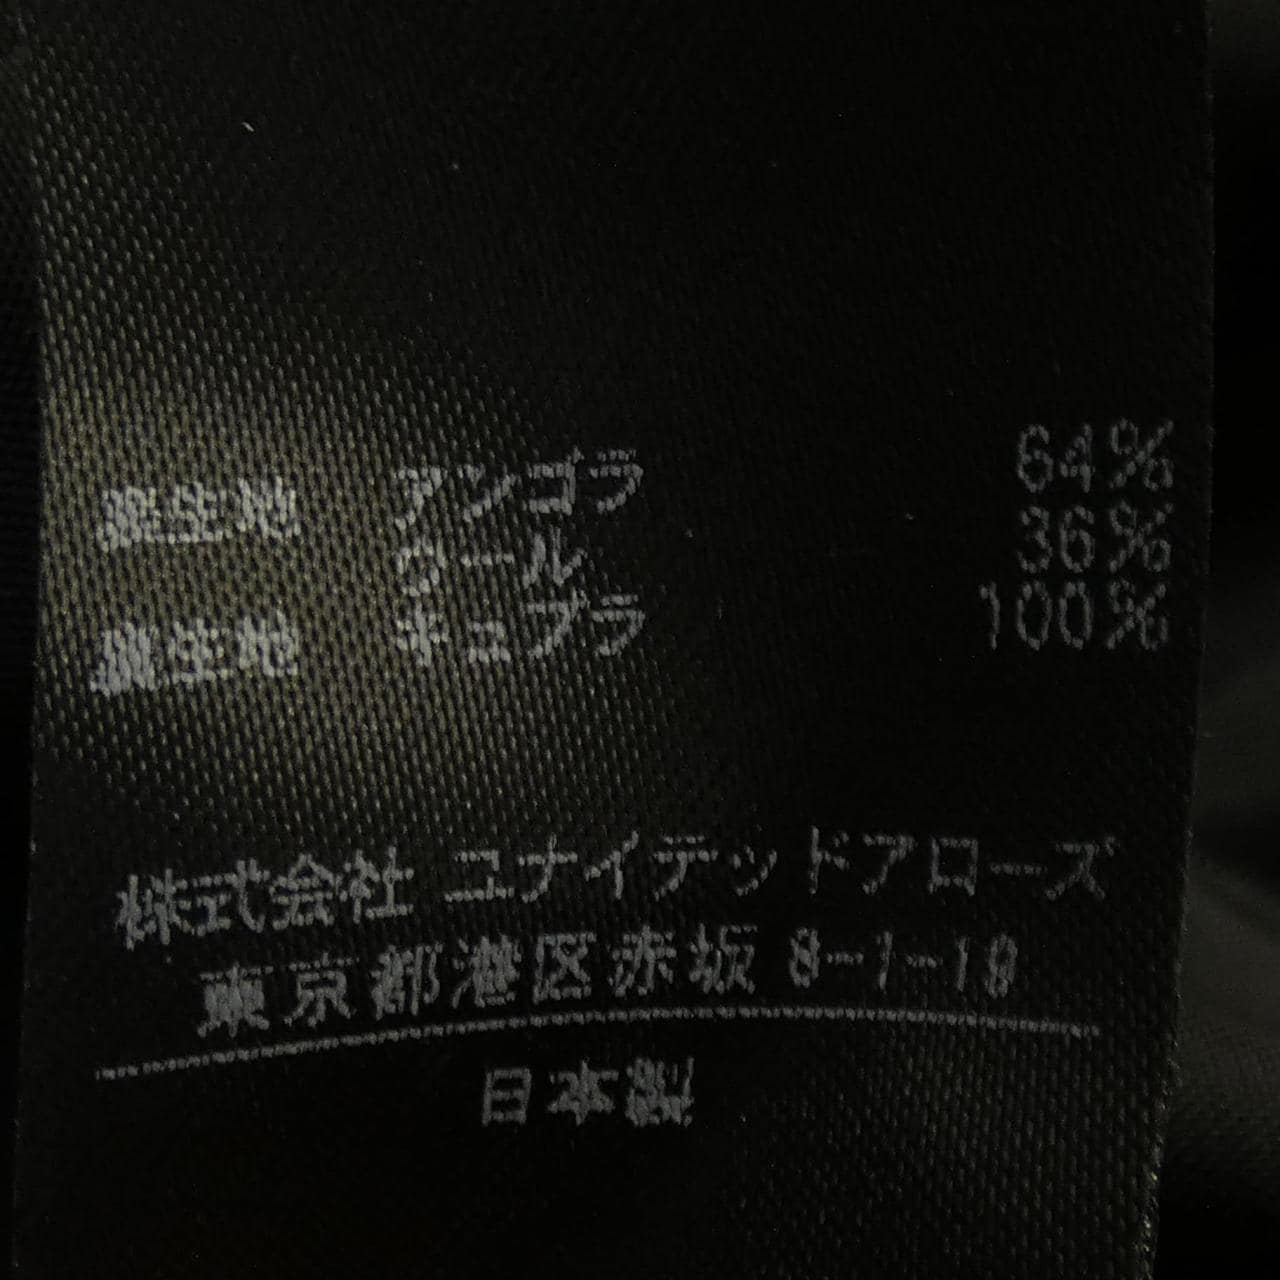 表生地 アンゴラ 64%
ウール 36%
裏生地 キュプラ 100%
株式会社 ユナイテッドアローズ
東京都港区赤坂 8-1-19
日本製